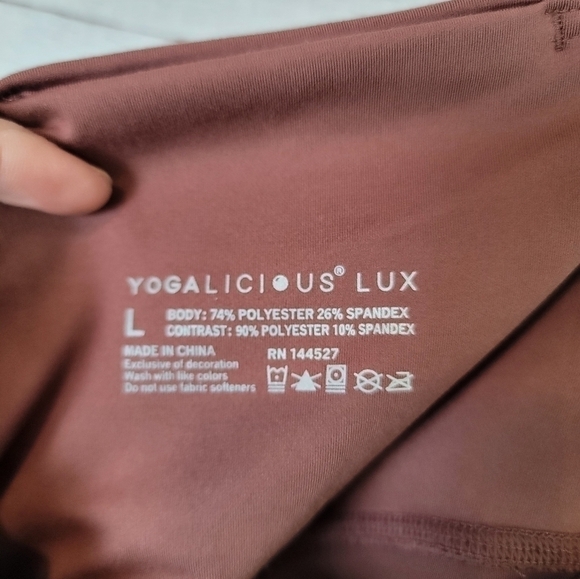 YOGALICIOUS® LUX
L
BODY: 74% POLYESTER 26% SPANDEX
CONTRAST: 90% POLYESTER 10% SPANDEX
MADE IN CHINA
RN 144527
Exclusive of decoration
Wash with like colors
Do not use fabric softeners